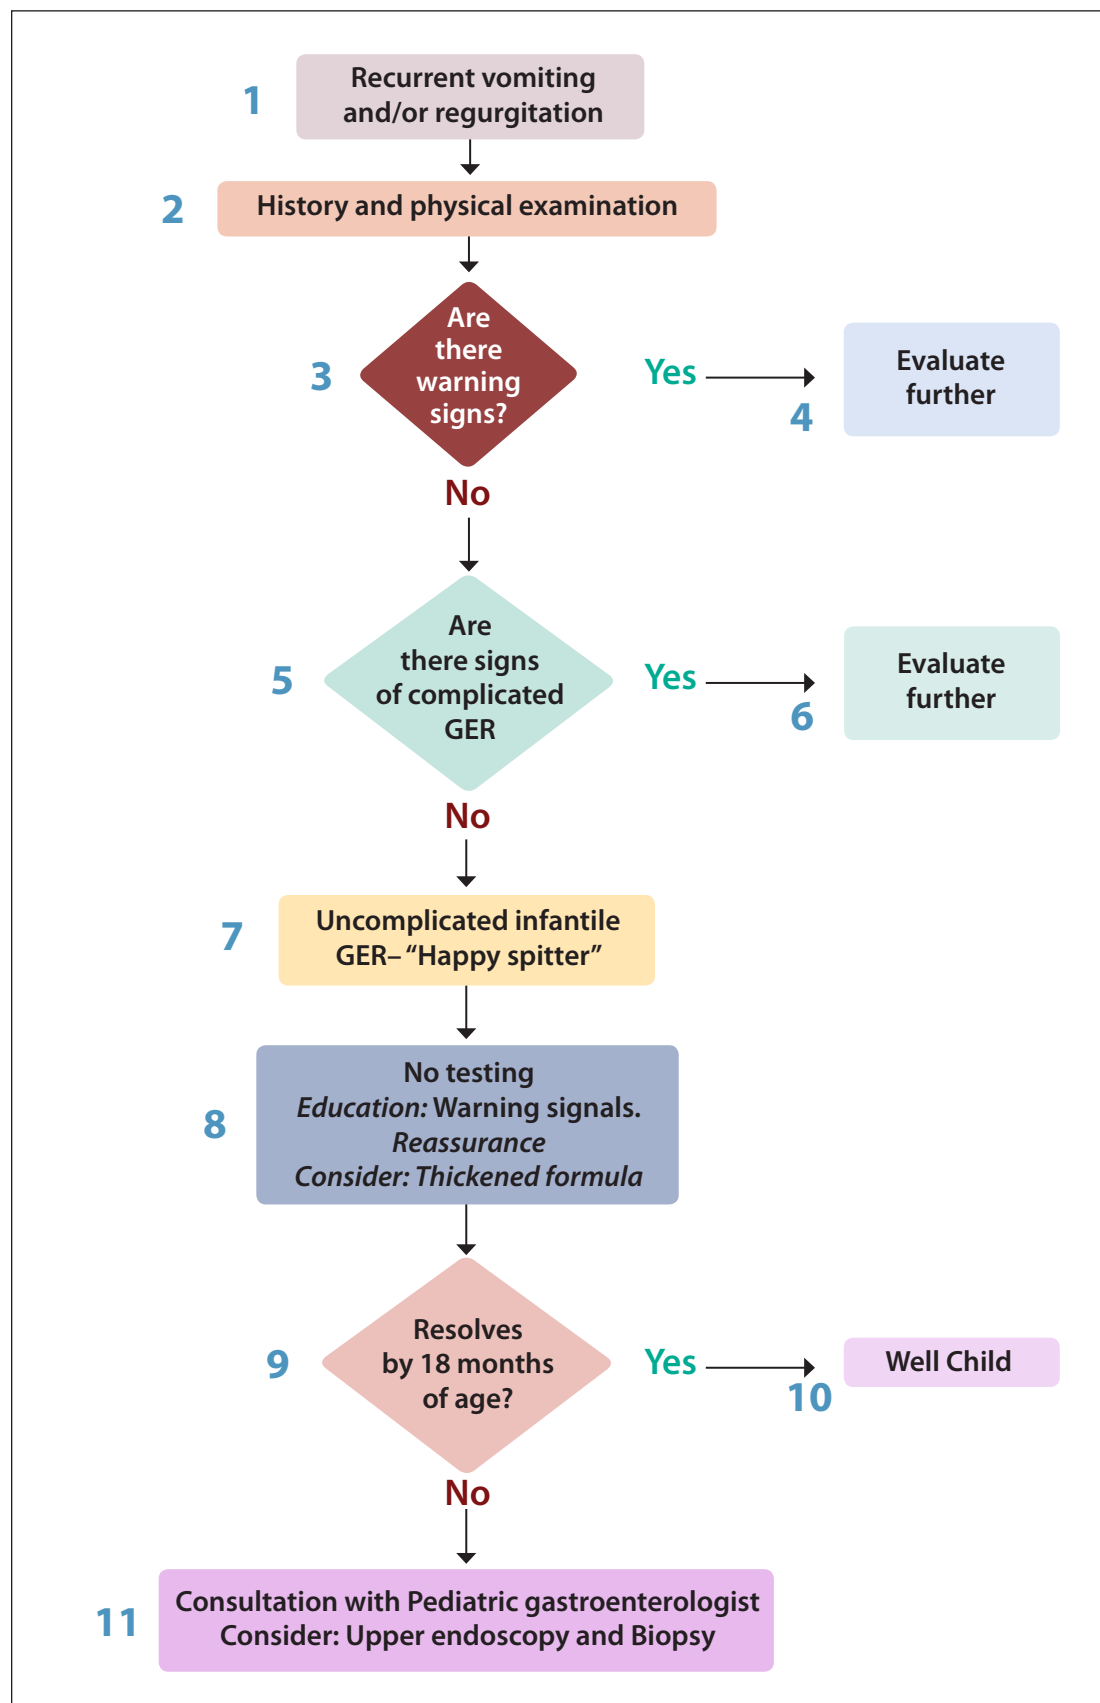 1
Recurrent vomiting
and/or regurgitation
2
History and physical examination
3
Are
there
warning
signs?
Yes
4
Evaluate
further
No
5
Are
there signs
of complicated
GER
Yes
6
Evaluate
further
No
7
Uncomplicated infantile
GER– “Happy spitter”
8
No testing
Education: Warning signals.
Reassurance
Consider: Thickened formula
9
Resolves
by 18 months
of age?
Yes
10
Well Child
No
11
Consultation with Pediatric gastroenterologist
Consider: Upper endoscopy and Biopsy